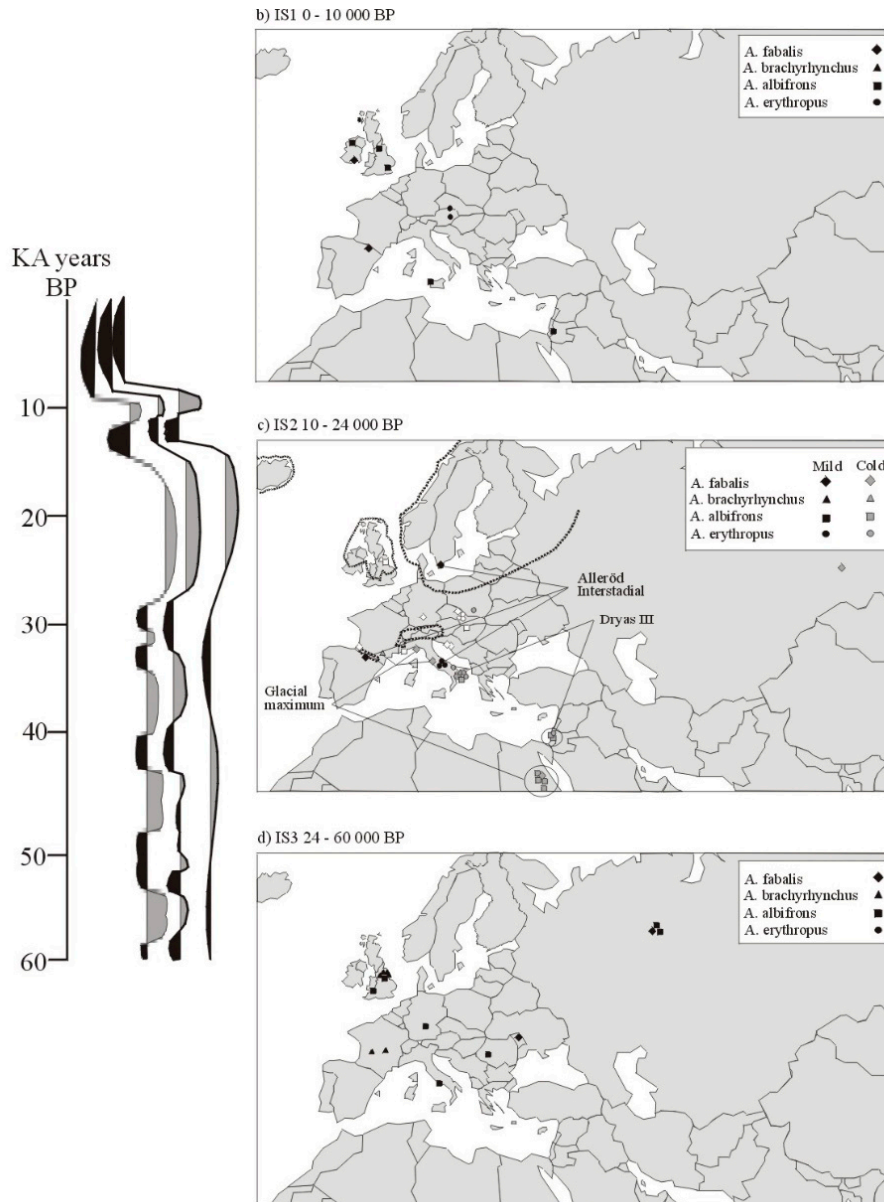 b) IS1 0 - 10 000 BP
A. fabalis
A. brachyrhynchus
A. albifrons
A. erythropus
KA years
BP
10
20
30
40
50
60
c) IS2 10 - 24 000 BP
Mild Cold
A. fabalis
A. brachyrhynchus
A. albifrons
A. erythropus
Alleröd
Interstadial
Dryas III
Glacial
maximum
d) IS3 24 - 60 000 BP
A. fabalis
A. brachyrhynchus
A. albifrons
A. erythropus